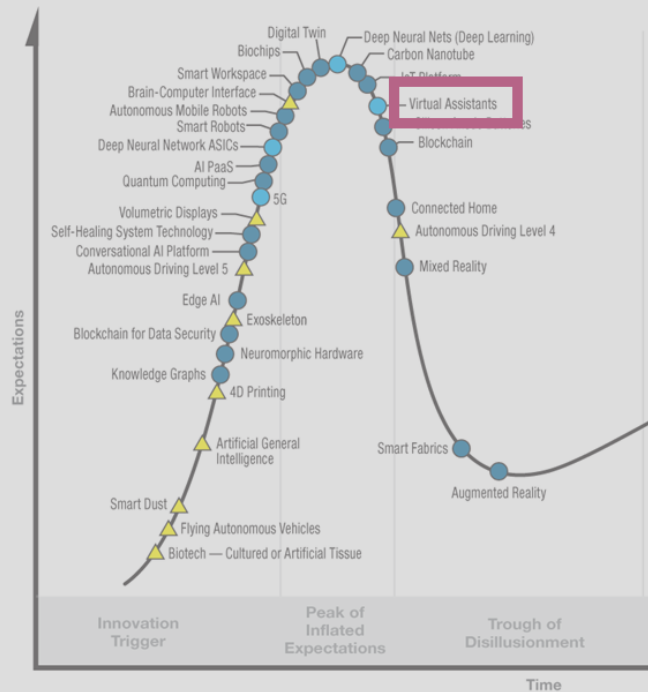 Digital Twin
Deep Neural Nets (Deep Learning)
Biochips
Carbon Nanotube
Smart Workspace
IoT Platform
Brain-Computer Interface
Virtual Assistants
Autonomous Mobile Robots
Smart Robots
Blockchain
Deep Neural Network ASICs
AI PaaS
Quantum Computing
5G
Connected Home
Volumetric Displays
Autonomous Driving Level 4
Self-Healing System Technology
Conversational AI Platform
Mixed Reality
Autonomous Driving Level 5
Edge AI
Exoskeleton
Blockchain for Data Security
Neuromorphic Hardware
Knowledge Graphs
4D Printing
Artificial General
Intelligence
Smart Fabrics
Augmented Reality
Smart Dust
Flying Autonomous Vehicles
Biotech — Cultured or Artificial Tissue
Expectations
Innovation
Trigger
Peak of
Inflated
Expectations
Trough of
Disillusionment
Time